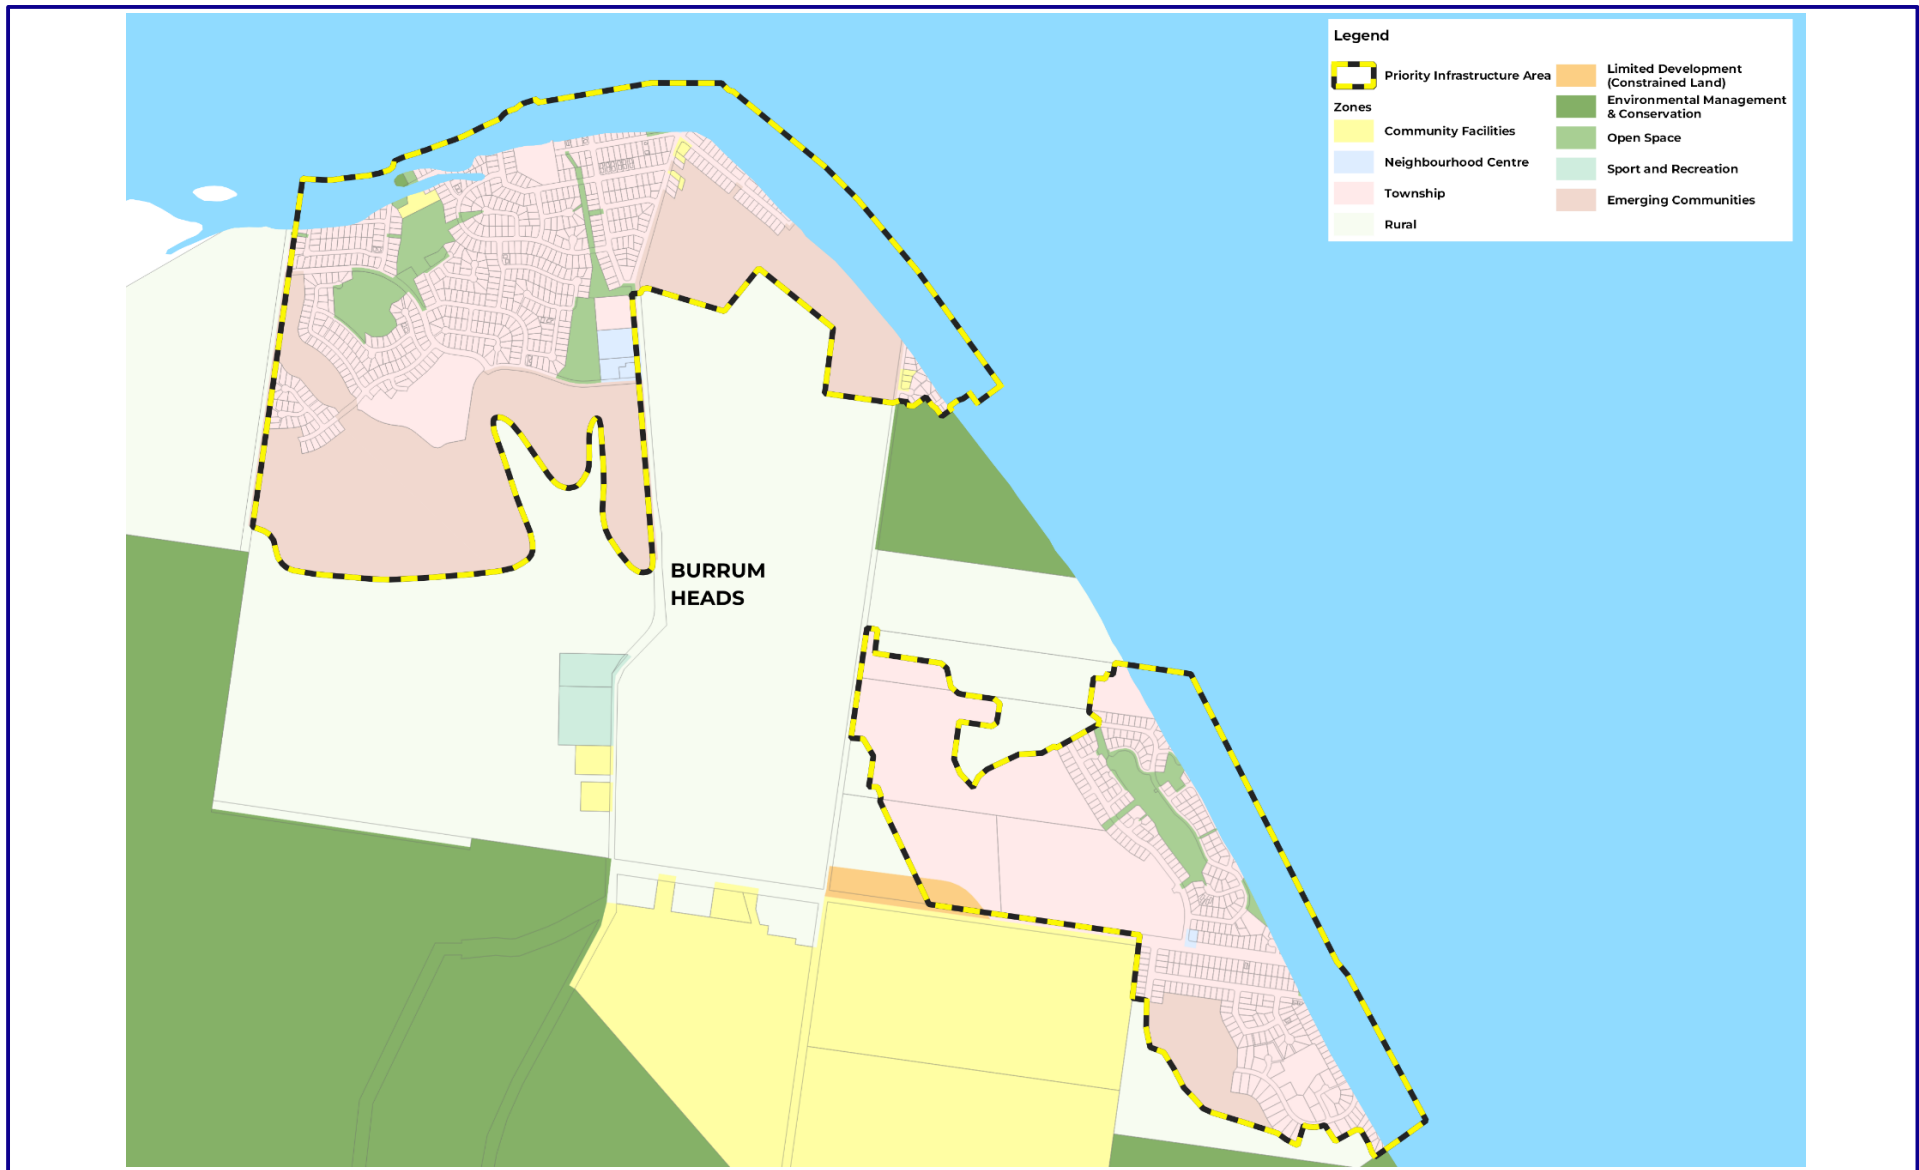 Legend
Priority Infrastructure Area
Zones
Community Facilities
Neighbourhood Centre
Township
Rural
Limited Development
(Constrained Land)
Environmental Management
& Conservation
Open Space
Sport and Recreation
Emerging Communities
BURRUM
HEADS